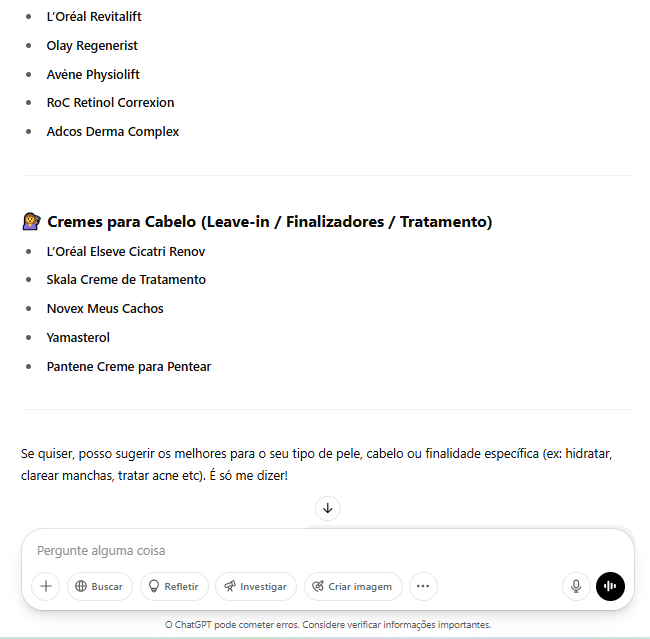 L'Oréal Revitalift
Olay Regenerist
Avène Physiolift
RoC Retinol Correxion
Adcos Derma Complex
Cremes para Cabelo (Leave-in / Finalizadores / Tratamento)
L'Oréal Elseve Cicatri Renov
Skala Creme de Tratamento
Novex Meus Cachos
Yamasterol
Pantene Creme para Pentear
Se quiser, posso sugerir os melhores para o seu tipo de pele, cabelo ou finalidade específica (ex: hidratar,
clarear manchas, tratar acne etc). É só me dizer!
Pergunte alguma coisa
Buscar Refletir Investigar Criar imagem
O ChatGPT pode cometer erros. Considere verificar informações importantes.